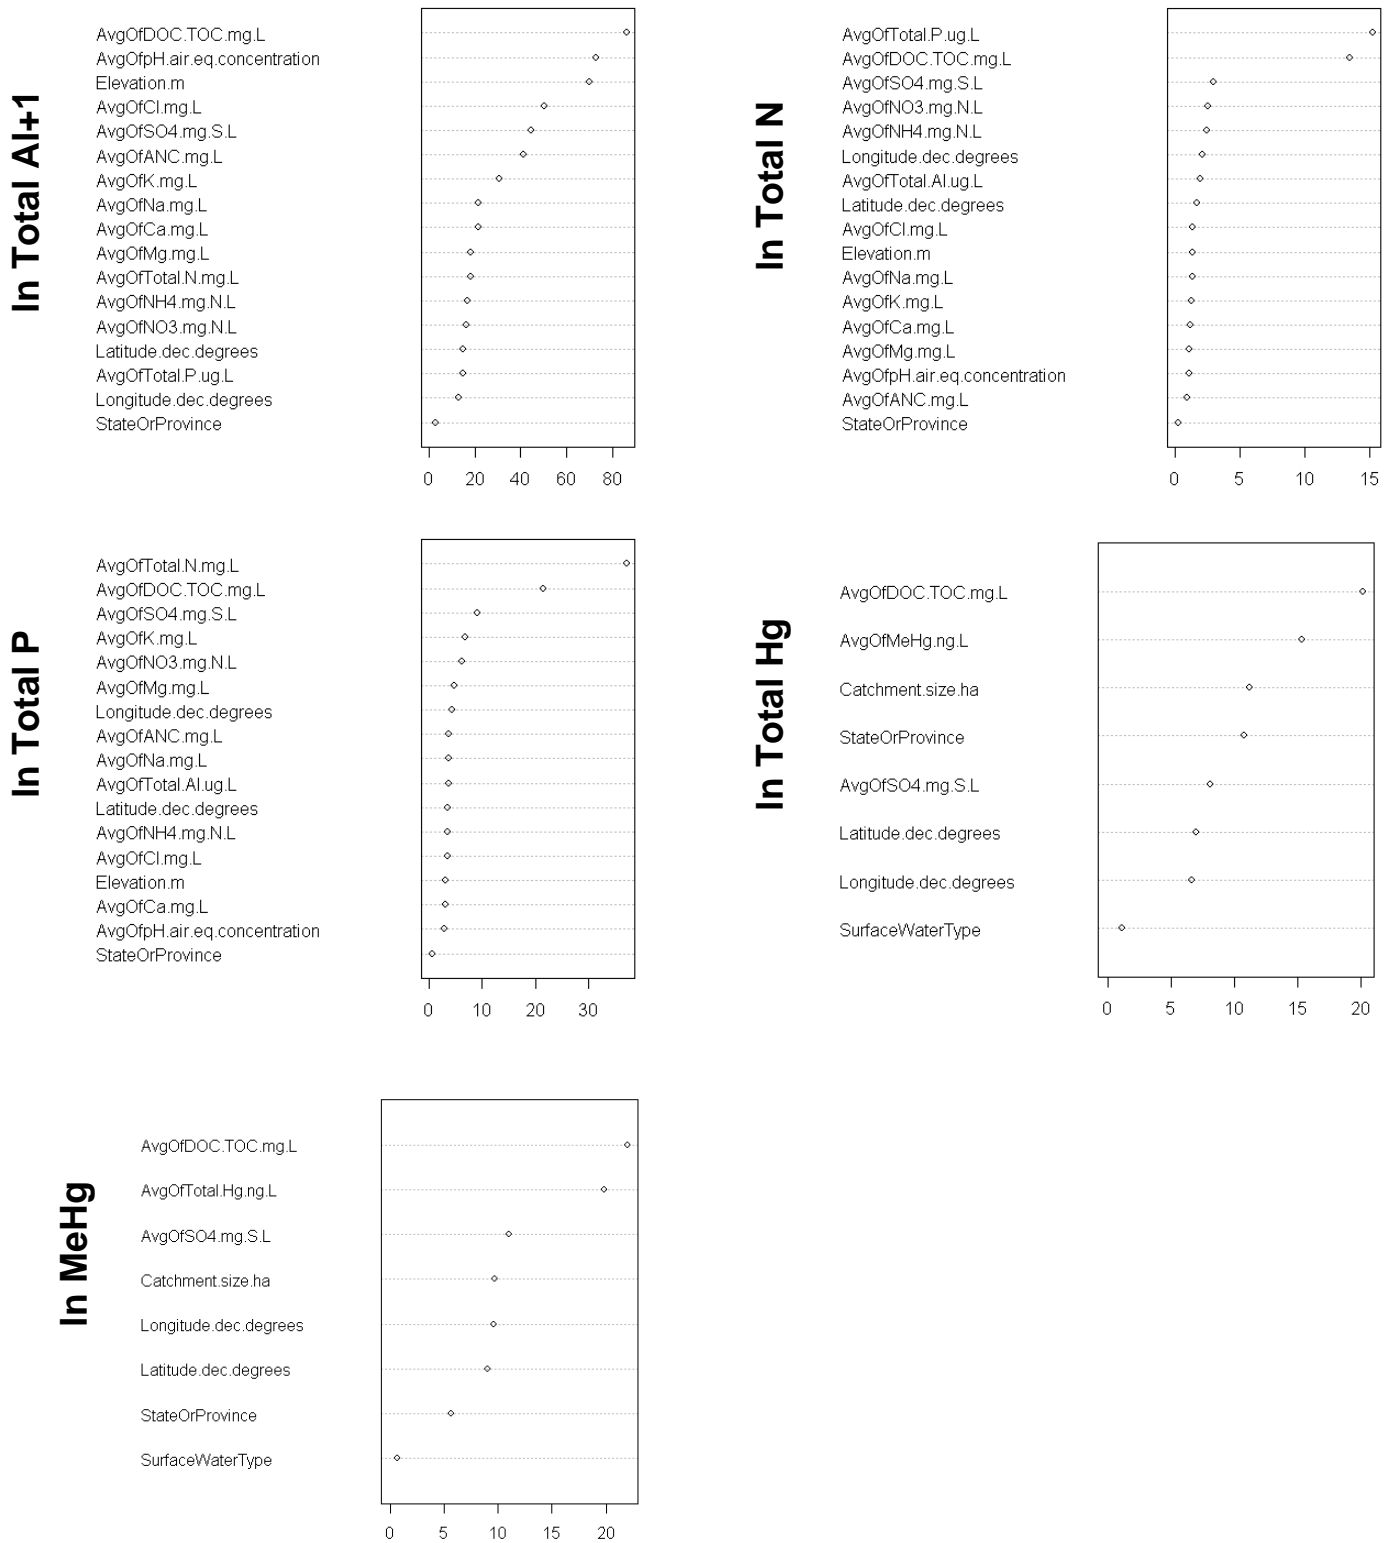 ln Total Al+1
AvgOfDOC.TOC.mg.L
AvgOfpH.air.eq.concentration
Elevation.m
AvgOfCl.mg.L
AvgOfSO4.mg.S.L
AvgOfANC.mg.L
AvgOfK.mg.L
AvgOfNa.mg.L
AvgOfCa.mg.L
AvgOfMg.mg.L
AvgOfTotal.N.mg.L
AvgOfNH4.mg.N.L
AvgOfNO3.mg.N.L
Latitude.dec.degrees
AvgOfTotal.P.ug.L
Longitude.dec.degrees
StateOrProvince
0 20 40 60 80
ln Total N
AvgOfTotal.P.ug.L
AvgOfDOC.TOC.mg.L
AvgOfSO4.mg.S.L
AvgOfNO3.mg.N.L
AvgOfNH4.mg.N.L
Longitude.dec.degrees
AvgOfTotal.Al.ug.L
Latitude.dec.degrees
AvgOfCl.mg.L
Elevation.m
AvgOfNa.mg.L
AvgOfK.mg.L
AvgOfCa.mg.L
AvgOfMg.mg.L
AvgOfpH.air.eq.concentration
AvgOfANC.mg.L
StateOrProvince
0 5 10 15
ln Total P
AvgOfTotal.N.mg.L
AvgOfDOC.TOC.mg.L
AvgOfSO4.mg.S.L
AvgOfK.mg.L
AvgOfNO3.mg.N.L
AvgOfMg.mg.L
Longitude.dec.degrees
AvgOfANC.mg.L
AvgOfNa.mg.L
AvgOfTotal.Al.ug.L
Latitude.dec.degrees
AvgOfNH4.mg.N.L
AvgOfCl.mg.L
Elevation.m
AvgOfCa.mg.L
AvgOfpH.air.eq.concentration
StateOrProvince
0 10 20 30
ln Total Hg
AvgOfDOC.TOC.mg.L
AvgOfMeHg.ng.L
Catchment.size.ha
StateOrProvince
AvgOfSO4.mg.S.L
Latitude.dec.degrees
Longitude.dec.degrees
SurfaceWaterType
0 5 10 15 20
ln MeHg
AvgOfDOC.TOC.mg.L
AvgOfTotal.Hg.ng.L
AvgOfSO4.mg.S.L
Catchment.size.ha
Longitude.dec.degrees
Latitude.dec.degrees
StateOrProvince
SurfaceWaterType
0 5 10 15 20